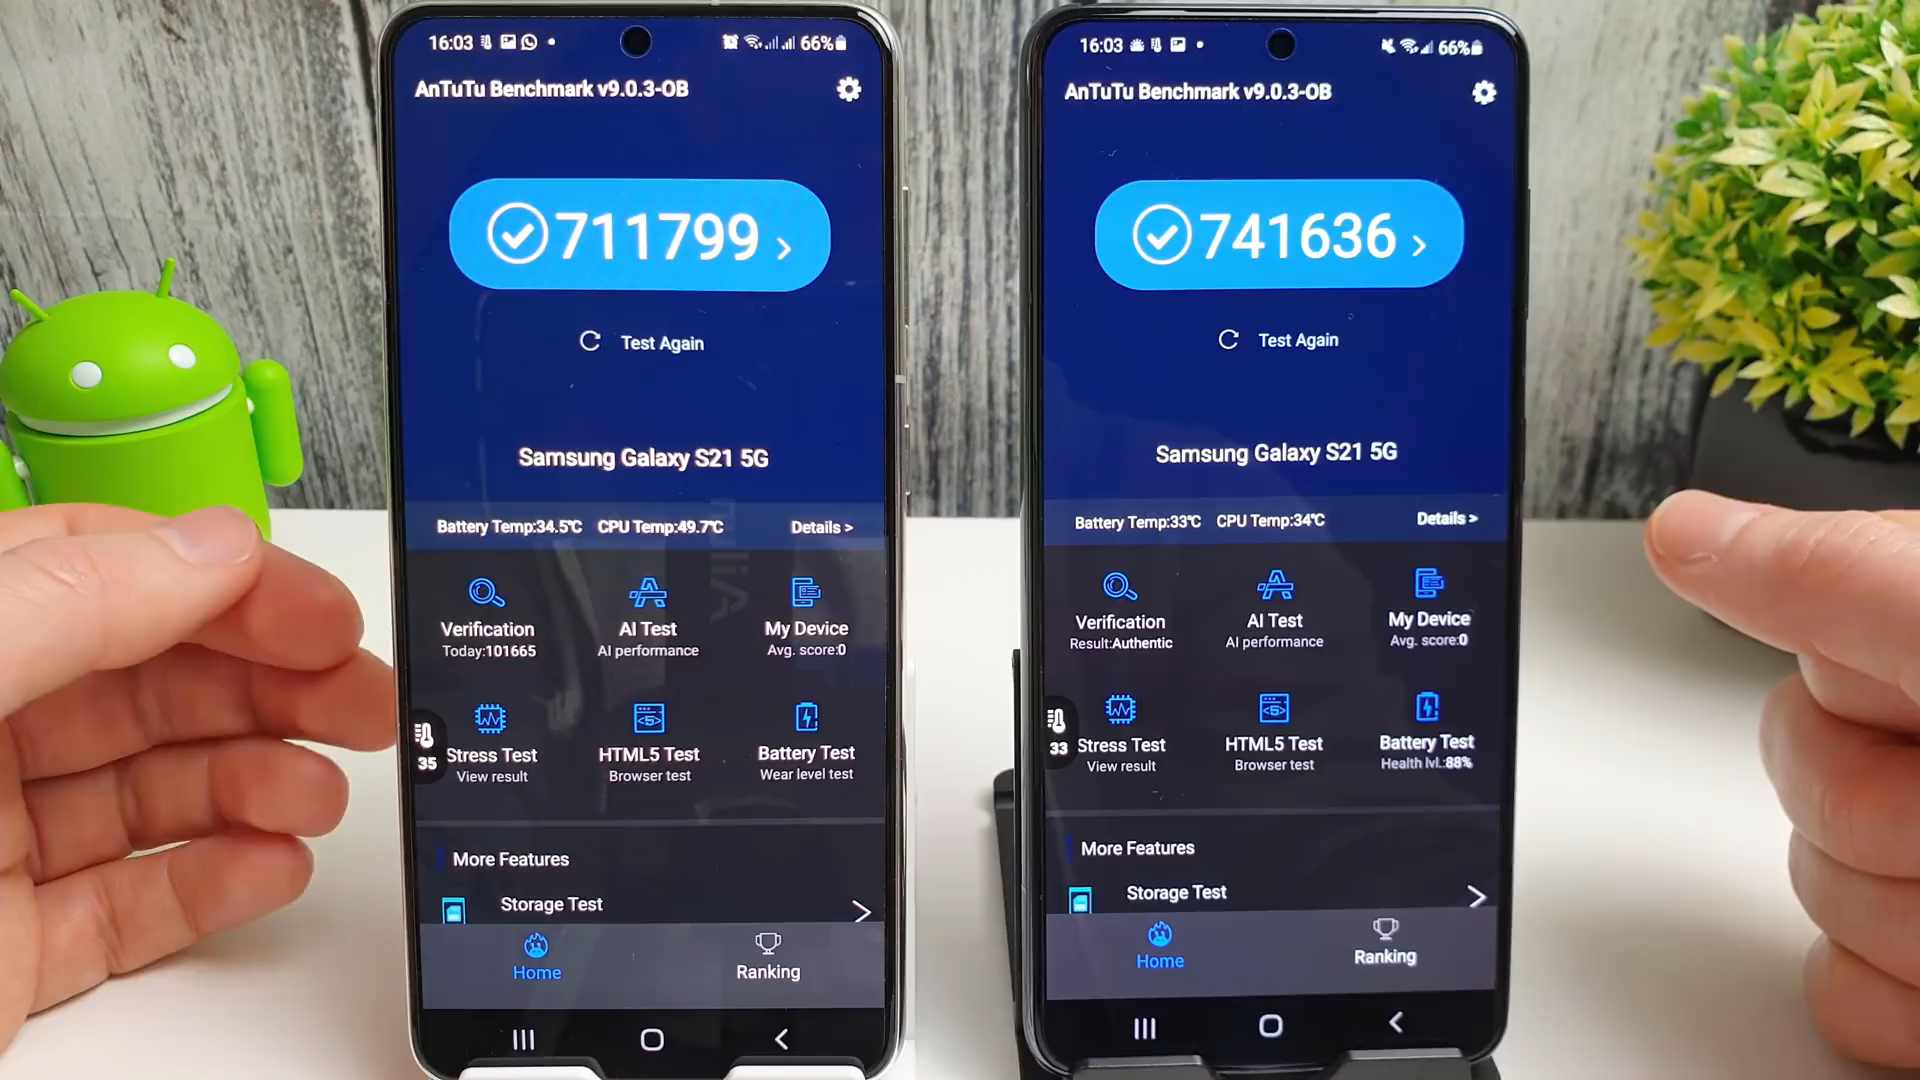 16:03
66%
AnTuTu Benchmark v9.0.3-OB
711799
Test Again
Samsung Galaxy S21 5G
Battery Temp:34.5℃ CPU Temp:49.7℃ Details >
Verification
Today:101665
AI Test
AI performance
My Device
Avg. score:0
35
Stress Test
View result
HTML5 Test
Browser test
Battery Test
Wear level test
More Features
Storage Test
Home
Ranking
16:03
66%
AnTuTu Benchmark v9.0.3-OB
741636
Test Again
Samsung Galaxy S21 5G
Battery Temp:33℃ CPU Temp:34℃ Details >
Verification
Result:Authentic
AI Test
AI performance
My Device
Avg. score:0
33
Stress Test
View result
HTML5 Test
Browser test
Battery Test
Health lvl.:88%
More Features
Storage Test
Home
Ranking